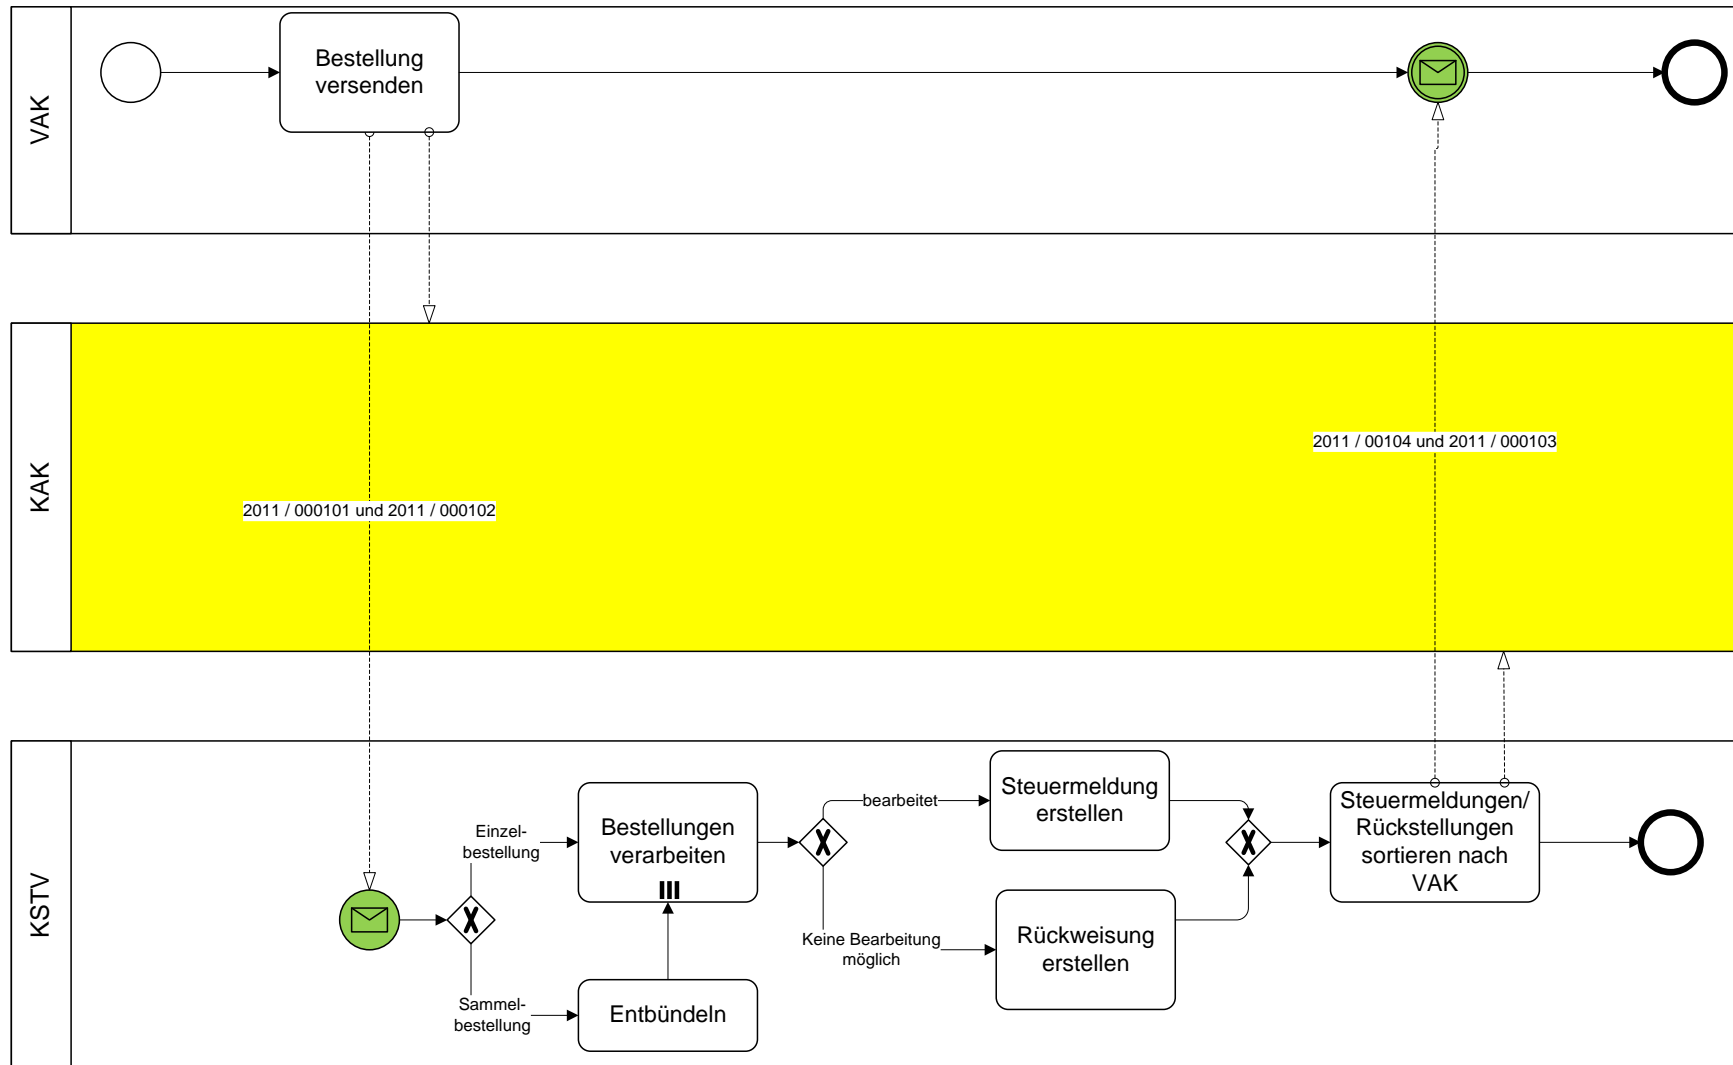 VAK
Bestellung
versenden
KAK
2011 / 00104 und 2011 / 000103
2011 / 000101 und 2011 / 000102
KSTV
Einzel-
bestellung
Sammel-
bestellung
Bestellungen
verarbeiten
Entbündeln
bearbeitet
Keine Bearbeitung
möglich
Steuermeldung
erstellen
Rückweisung
erstellen
Steuermeldungen/
Rückstellungen
sortieren nach
VAK